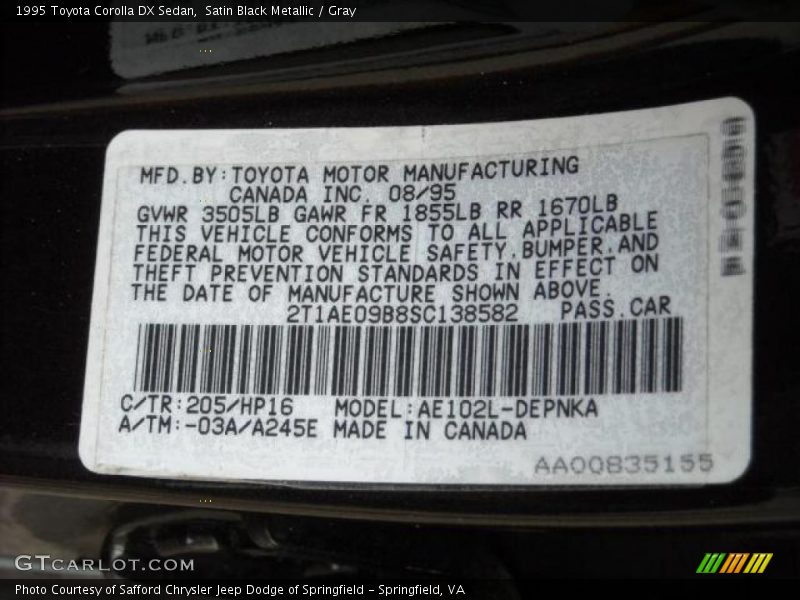 1995 Toyota Corolla DX Sedan,  Satin Black Metallic / Gray
MFD.BY:TOYOTA MOTOR MANUFACTURING
CANADA INC. 08/95
GVWR 3505LB GAWR FR 1855LB RR 1670LB
THIS VEHICLE CONFORMS TO ALL APPLICABLE
FEDERAL MOTOR VEHICLE SAFETY,BUMPER,AND
THEFT PREVENTION STANDARDS IN EFFECT ON
THE DATE OF MANUFACTURE SHOWN ABOVE.
2T1AE09B8SC138582 PASS.CAR
C/TR:205/HP16 MODEL:AE102L-DEPNKA
A/TM:-03A/A245E MADE IN CANADA
AA00835155
GTCARLOT.COM
Photo Courtesy of Safford Chrysler Jeep Dodge of Springfield - Springfield, VA